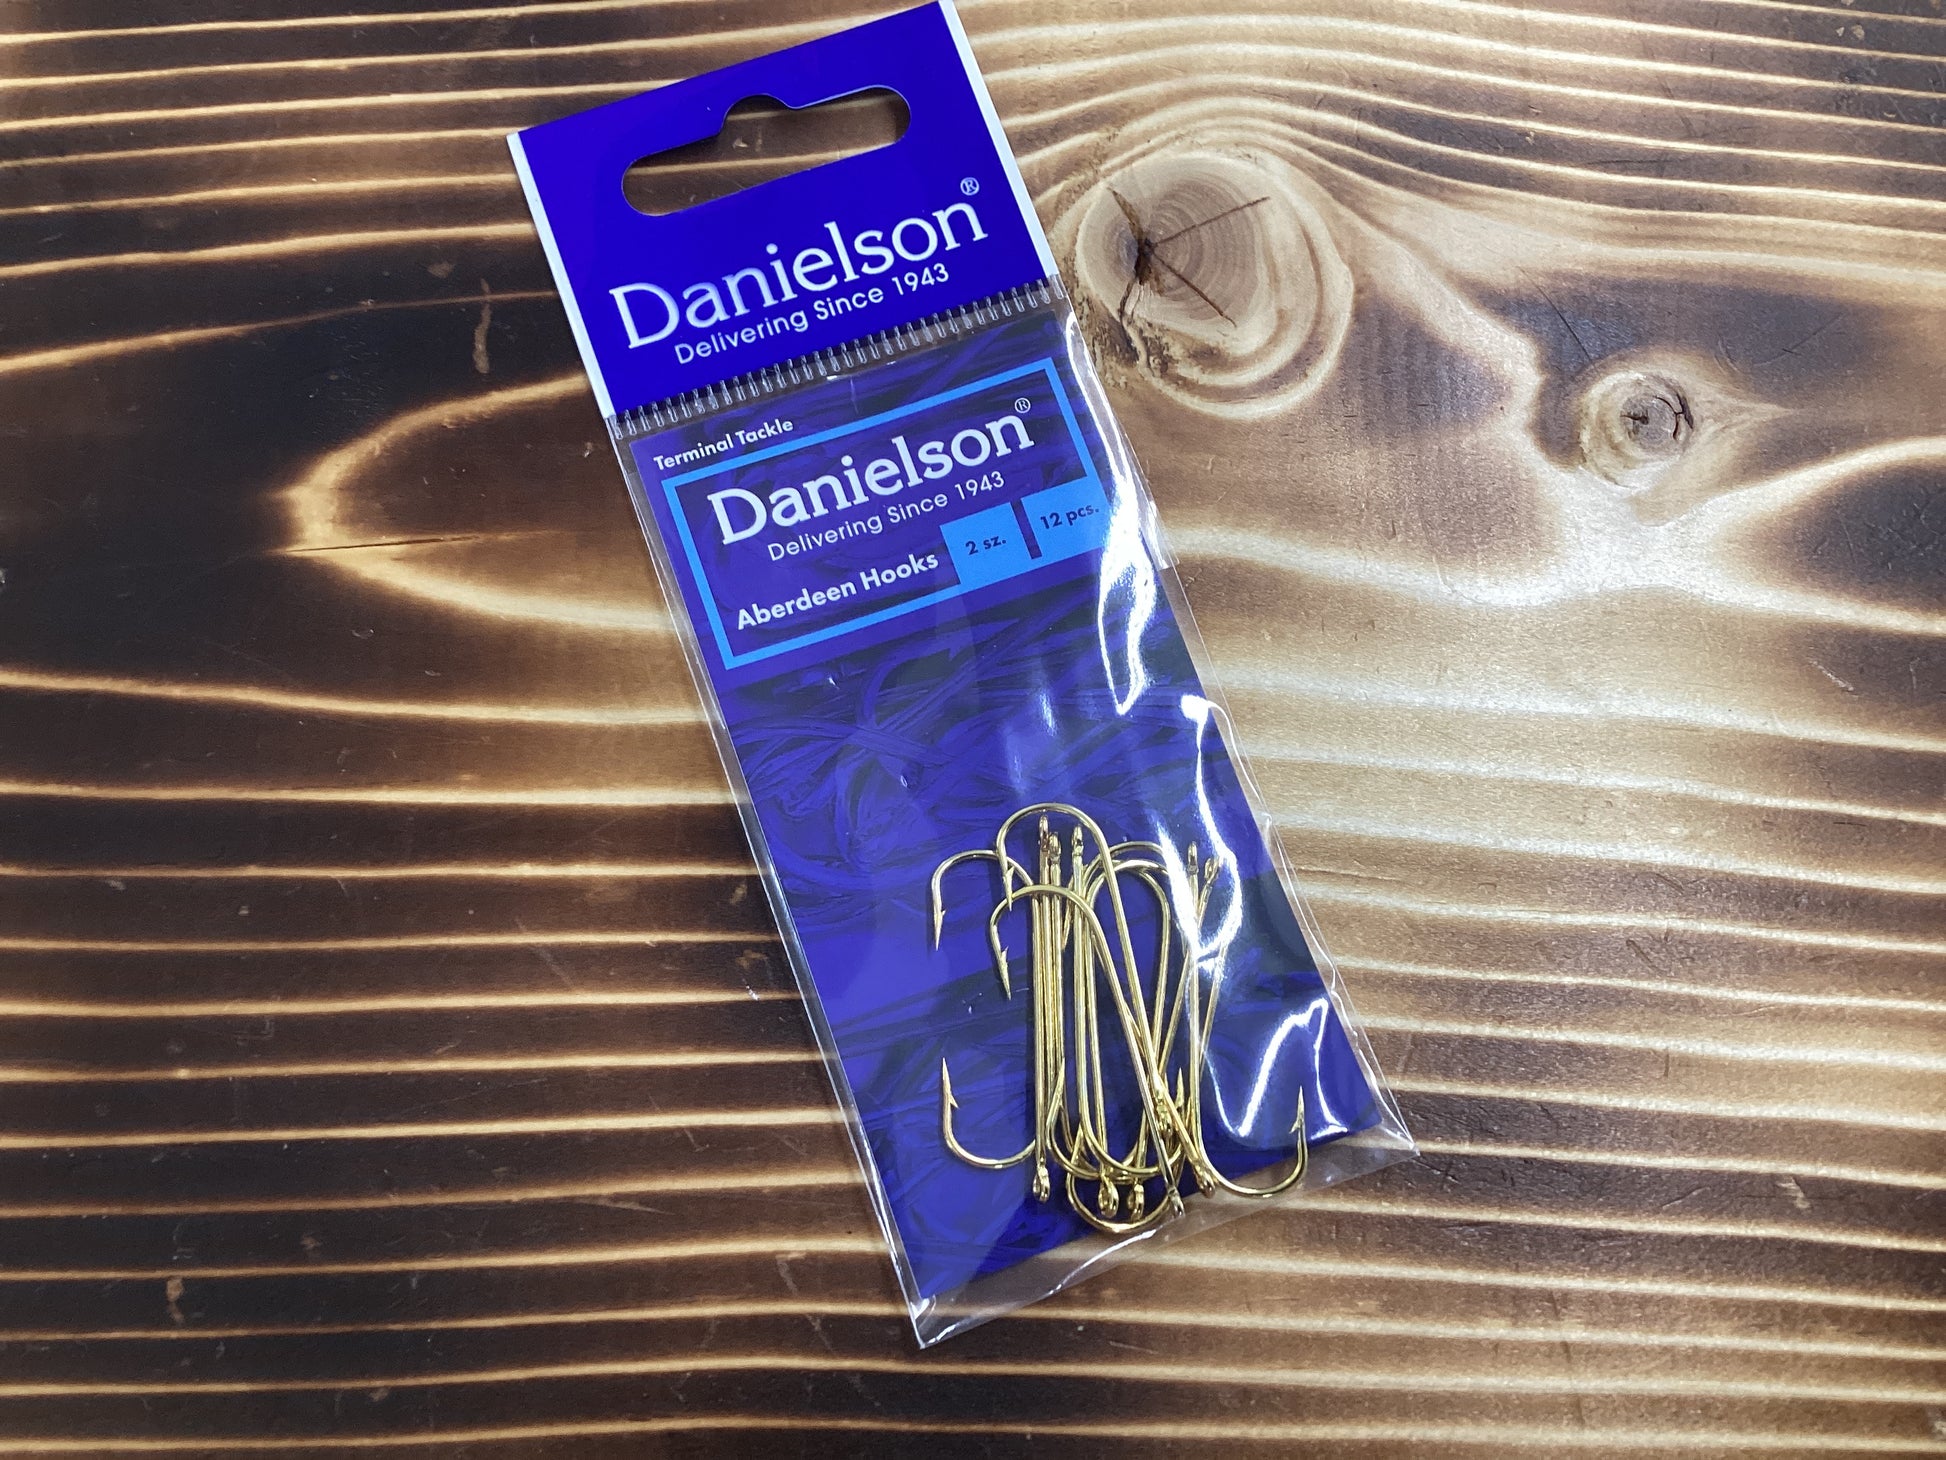 Danielson®
Delivering Since 1943
Terminal Tackle
Danielson®
Delivering Since 1943
Aberdeen Hooks 2 sz. 12 pcs.